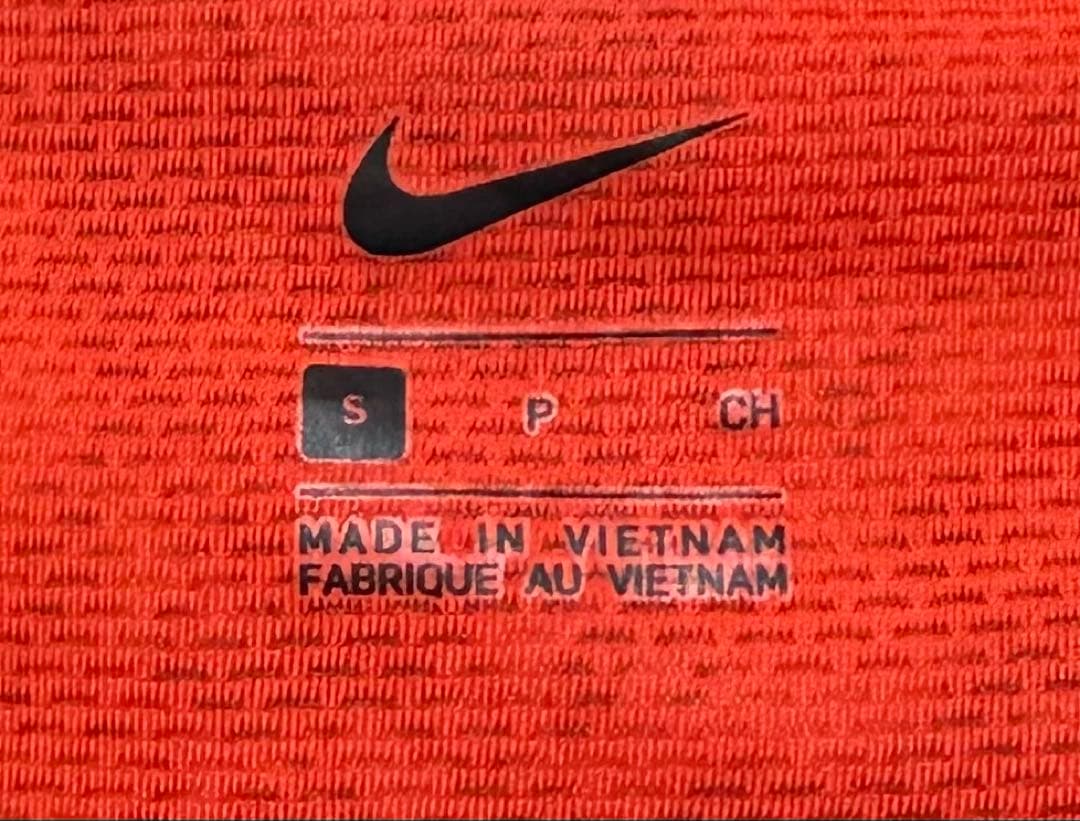 S P CH
MADE IN VIETNAM
FABRIQUE AU VIETNAM